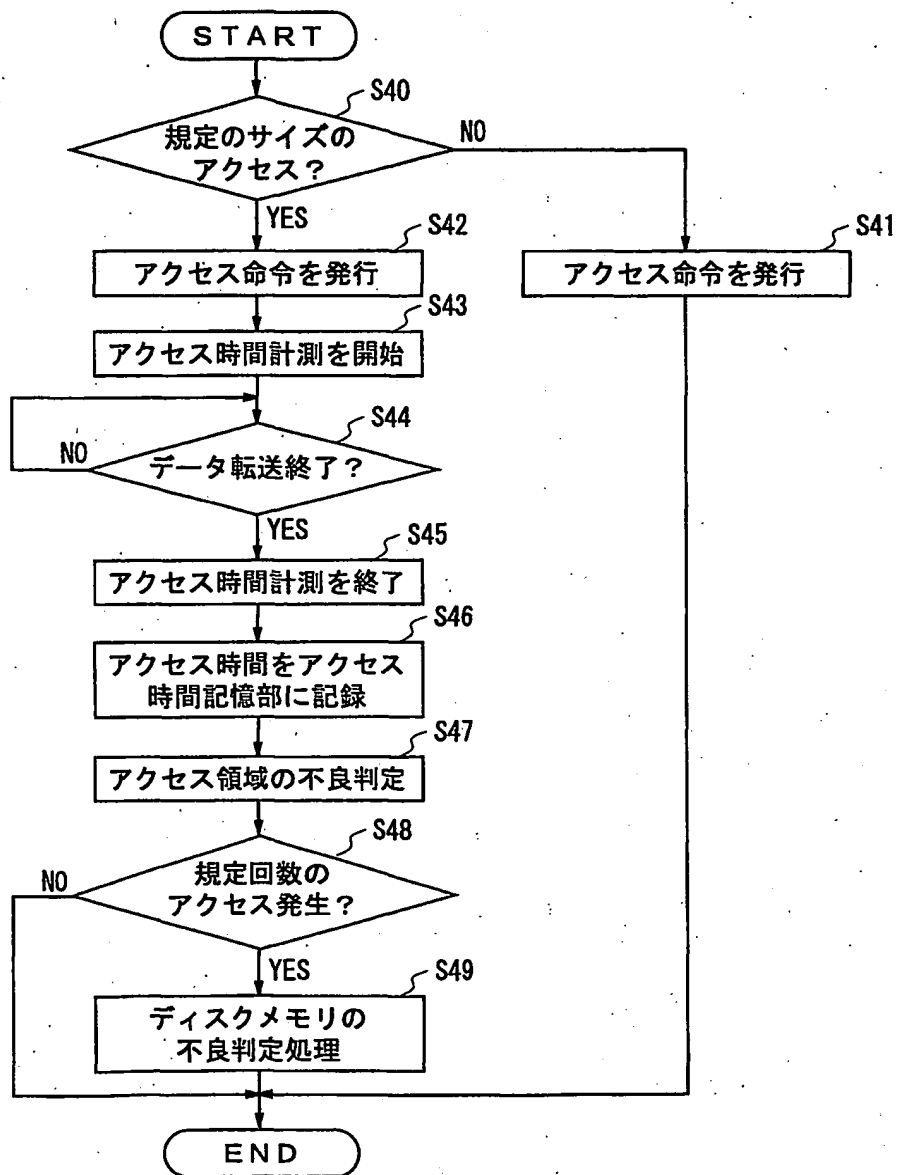 START
S40
規定のサイズの
アクセス?
NO
YES
S42
アクセス命令を発行
S41
アクセス命令を発行
S43
アクセス時間計測を開始
S44
データ転送終了?
NO
YES
S45
アクセス時間計測を終了
S46
アクセス時間をアクセス
時間記憶部に記録
S47
アクセス領域の不良判定
S48
規定回数の
アクセス発生?
NO
YES
S49
ディスクメモリの
不良判定処理
END